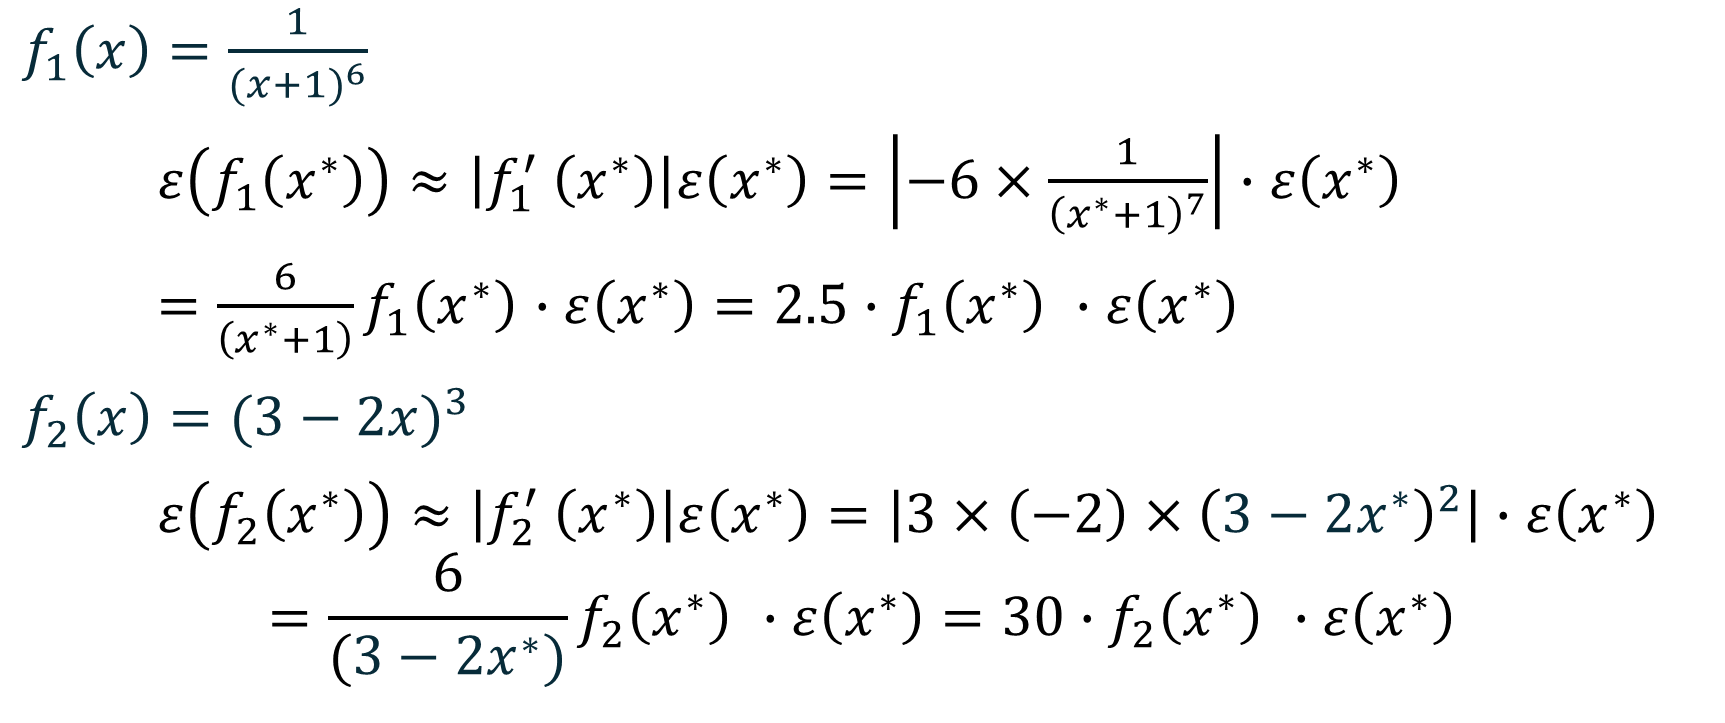 f₁(x) = 1/(x+1)⁶
ε(f₁(x*)) ≈ |f₁′(x*)|ε(x*) = |−6 × 1/(x*+1)⁷| · ε(x*)
= 6/(x*+1) f₁(x*) · ε(x*) = 2.5 · f₁(x*) · ε(x*)
f₂(x) = (3 − 2x)³
ε(f₂(x*)) ≈ |f₂′(x*)|ε(x*) = |3 × (−2) × (3 − 2x*)²| · ε(x*)
= 6/(3 − 2x*) f₂(x*) · ε(x*) = 30 · f₂(x*) · ε(x*)